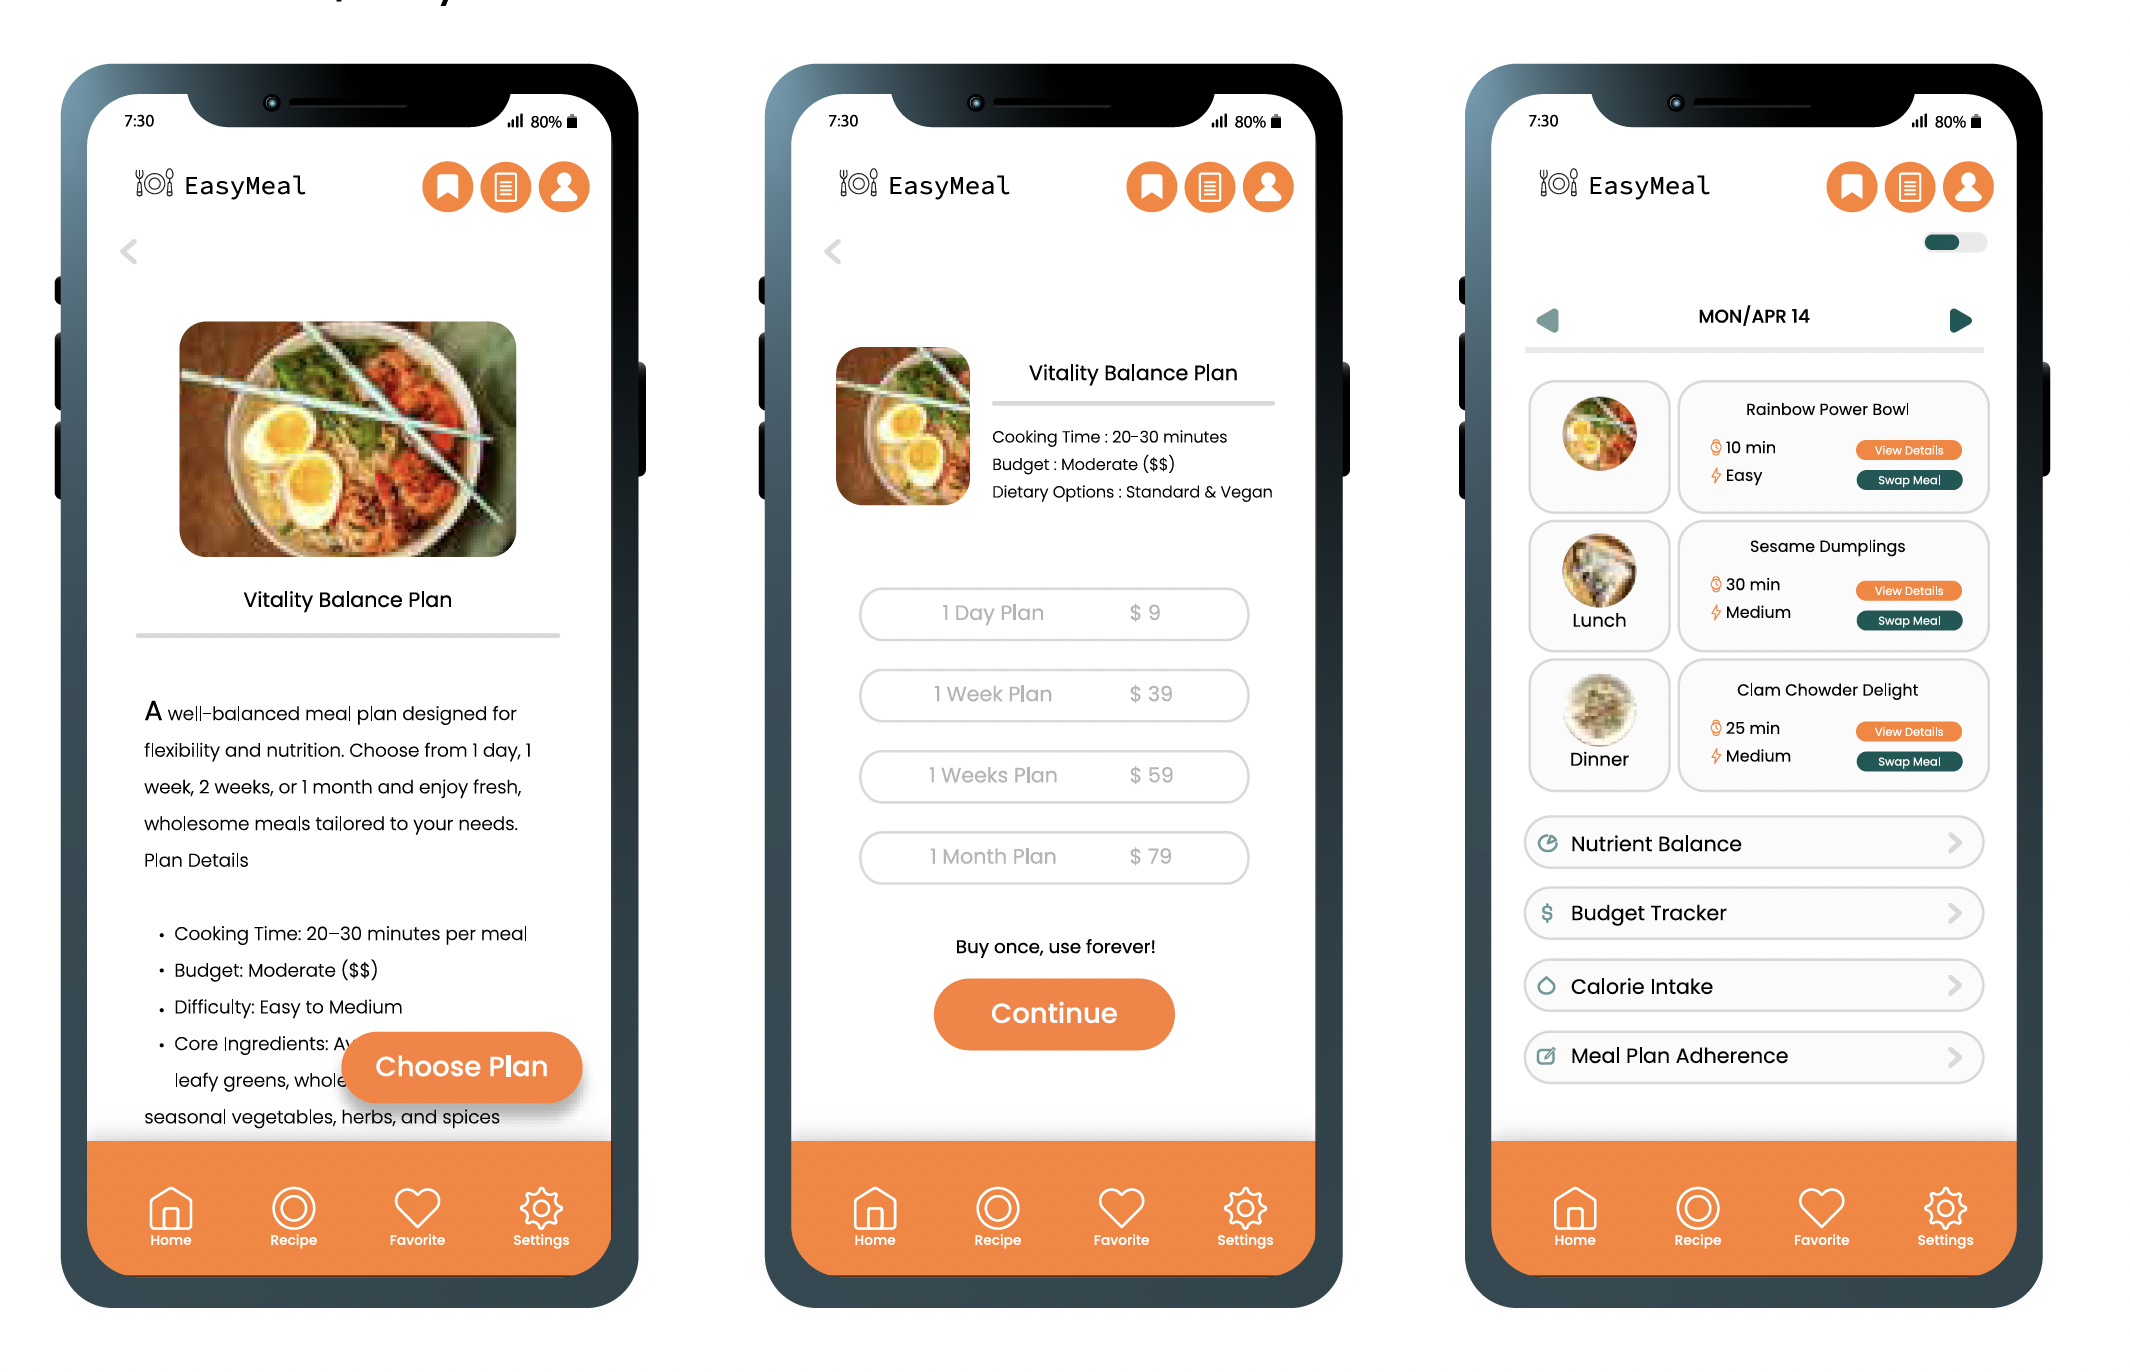 7:30
80%
EasyMeal
Vitality Balance Plan
A well-balanced meal plan designed for
flexibility and nutrition. Choose from 1 day, 1
week, 2 weeks, or 1 month and enjoy fresh,
wholesome meals tailored to your needs.
Plan Details
• Cooking Time: 20-30 minutes per meal
• Budget: Moderate ($$)
• Difficulty: Easy to Medium
• Core Ingredients:
leafy greens, whole
seasonal vegetables, herbs, and spices
Choose Plan
Home
Recipe
Favorite
Settings
7:30
80%
EasyMeal
Vitality Balance Plan
Cooking Time : 20-30 minutes
Budget : Moderate ($$)
Dietary Options : Standard & Vegan
1 Day Plan $ 9
1 Week Plan $ 39
1 Weeks Plan $ 59
1 Month Plan $ 79
Buy once, use forever!
Continue
Home
Recipe
Favorite
Settings
7:30
80%
EasyMeal
MON/APR 14
Rainbow Power Bowl
10 min
View Details
Easy
Swap Meal
Sesame Dumplings
30 min
View Details
Medium
Swap Meal
Lunch
Clam Chowder Delight
25 min
View Details
Medium
Swap Meal
Dinner
Nutrient Balance
$ Budget Tracker
Calorie Intake
Meal Plan Adherence
Home
Recipe
Favorite
Settings